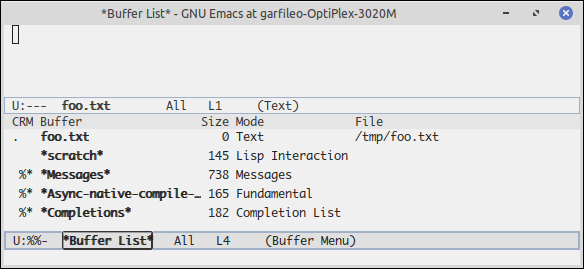 *Buffer List* - GNU Emacs at garfileo-OptiPlex-3020M
U:--- foo.txt All L1 (Text)
CRM Buffer Size Mode File
. foo.txt 0 Text /tmp/foo.txt
*scratch* 145 Lisp Interaction
%* *Messages* 738 Messages
%* *Async-native-compile-… 165 Fundamental
%* *Completions* 182 Completion List
U:%%- *Buffer List* All L4 (Buffer Menu)